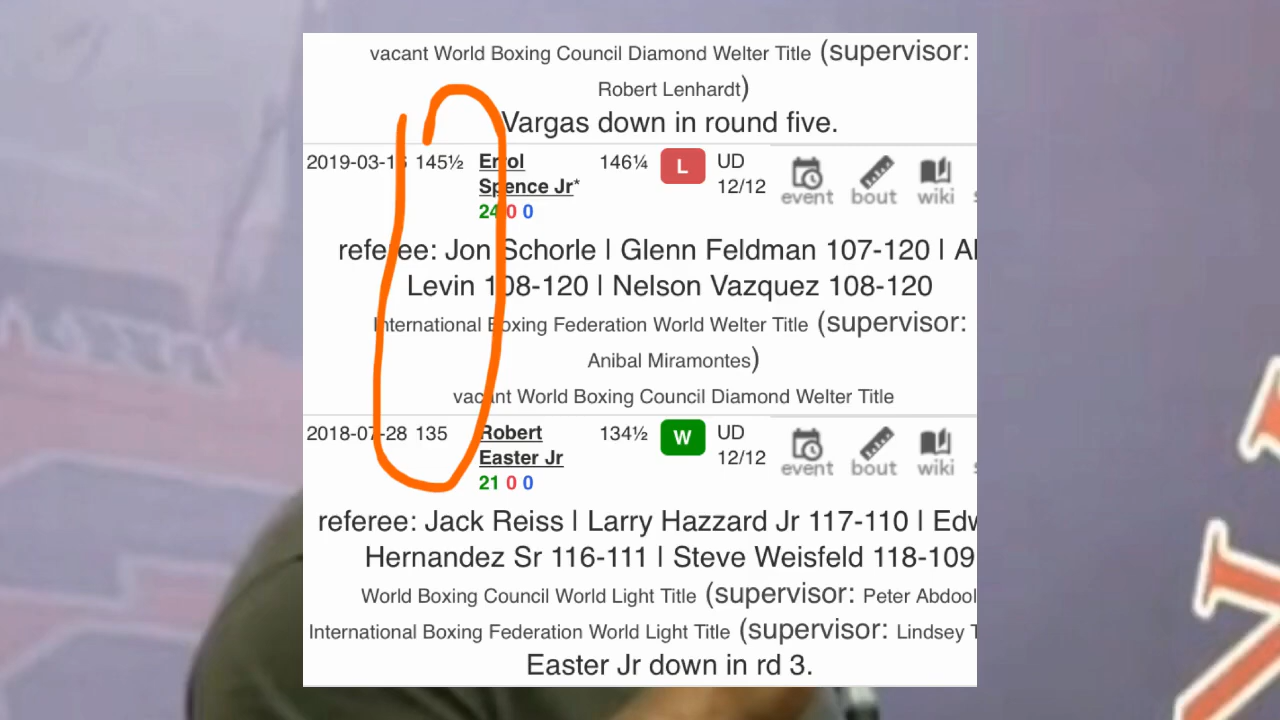 vacant World Boxing Council Diamond Welter Title (supervisor:
Robert Lenhardt)
Vargas down in round five.
2019-03-16 145½ Errol 146¼ L UD
Spence Jr* 12/12
24 0 0
event bout wiki
referee: Jon Schorle | Glenn Feldman 107-120 |
Levin 108-120 | Nelson Vazquez 108-120
International Boxing Federation World Welter Title (supervisor:
Anibal Miramontes)
vacant World Boxing Council Diamond Welter Title
2018-07-28 135 Robert 134½ W UD
Easter Jr 12/12
21 0 0
event bout wiki
referee: Jack Reiss | Larry Hazzard Jr 117-110 |
Hernandez Sr 116-111 | Steve Weisfeld 118-109
World Boxing Council World Light Title (supervisor: Peter Abdool
International Boxing Federation World Light Title (supervisor: Lindsey
Easter Jr down in rd 3.